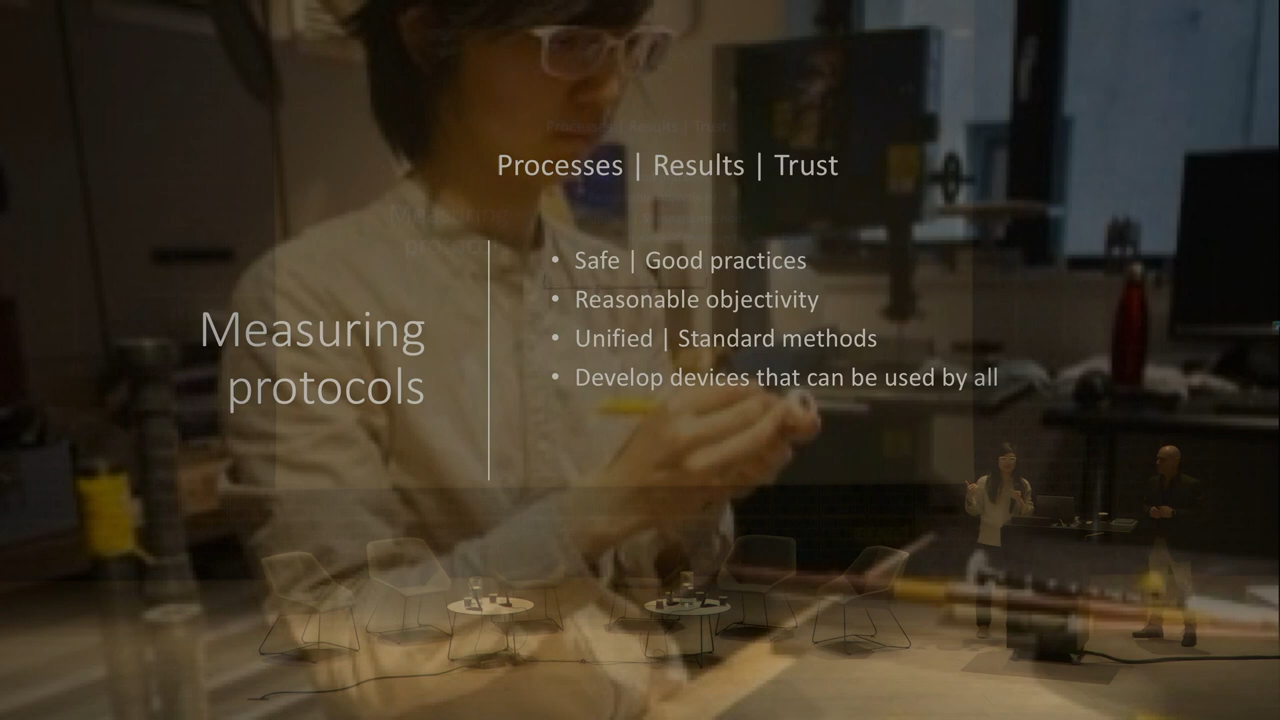 Processes | Results | Trust
Measuring
protocols
• Safe | Good practices
• Reasonable objectivity
• Unified | Standard methods
• Develop devices that can be used by all